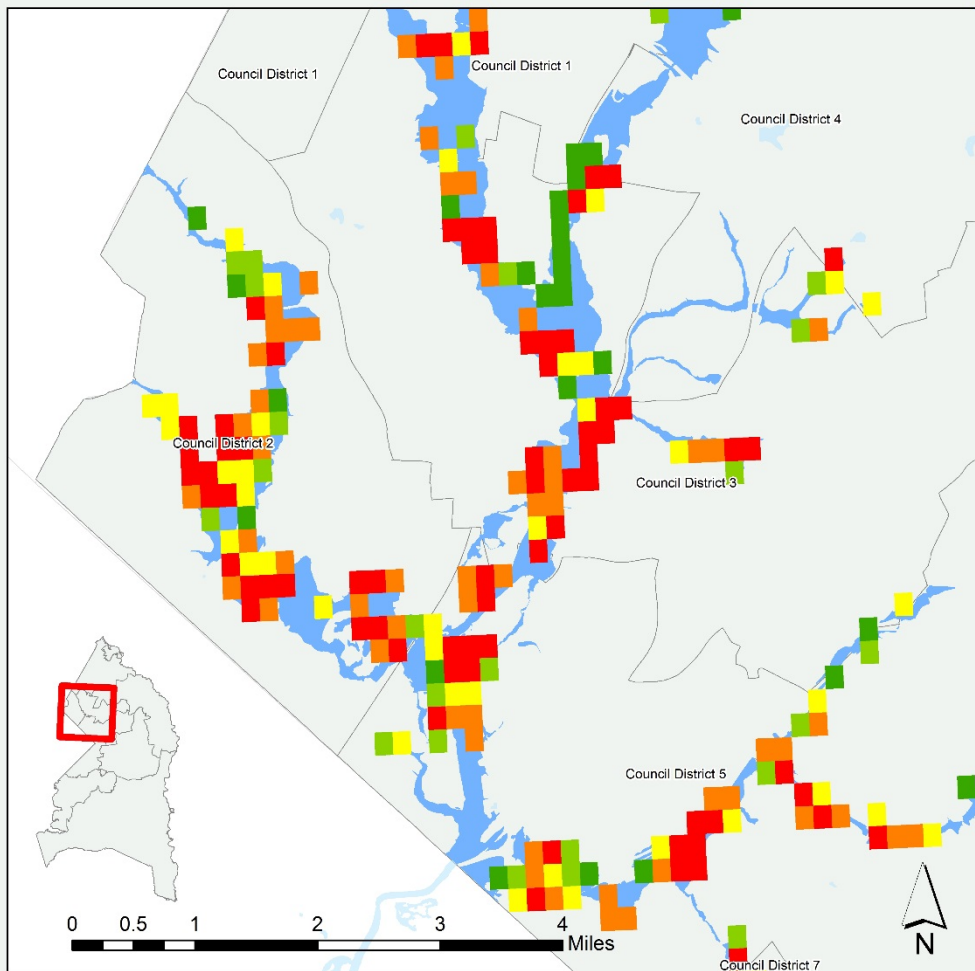 Council District 1
Council District 1
Council District 4
Council District 2
Council District 3
Council District 5
0 0.5 1 2 3 4
Miles
N
Council District 7